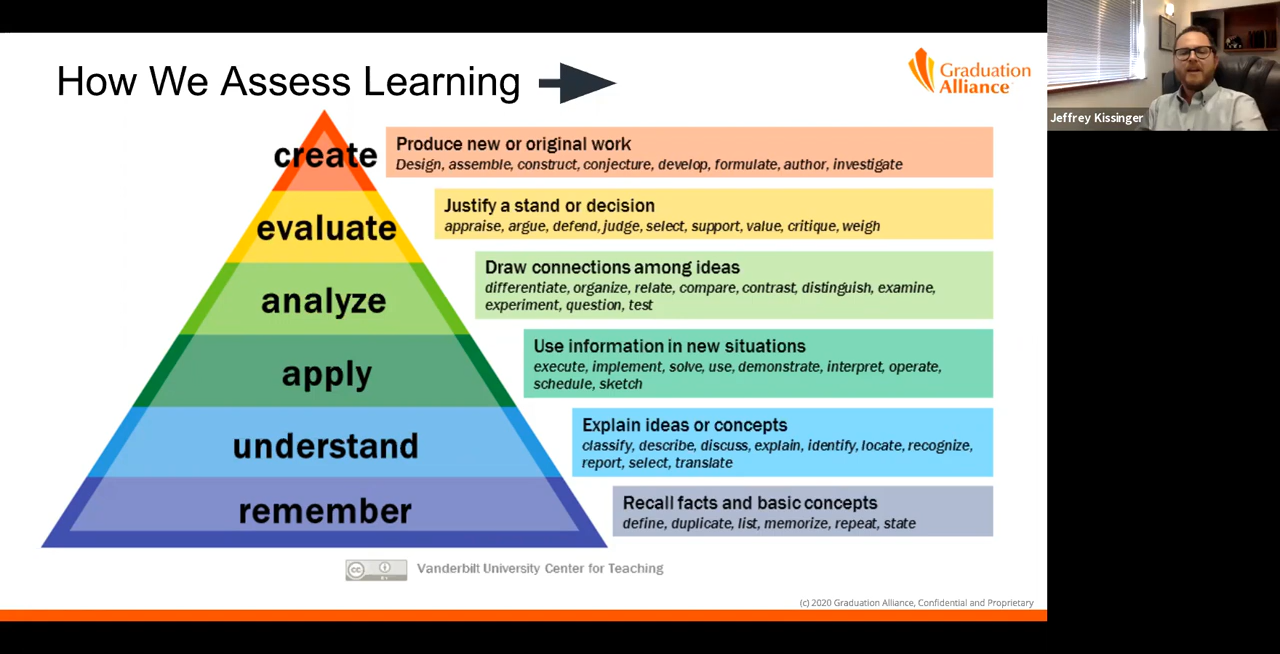 How We Assess Learning
Graduation
Alliance
Jeffrey Kissinger
create
Produce new or original work
Design, assemble, construct, conjecture, develop, formulate, author, investigate
evaluate
Justify a stand or decision
appraise, argue, defend, judge, select, support, value, critique, weigh
analyze
Draw connections among ideas
differentiate, organize, relate, compare, contrast, distinguish, examine,
experiment, question, test
apply
Use information in new situations
execute, implement, solve, use, demonstrate, interpret, operate,
schedule, sketch
understand
Explain ideas or concepts
classify, describe, discuss, explain, identify, locate, recognize,
report, select, translate
remember
Recall facts and basic concepts
define, duplicate, list, memorize, repeat, state
cc
Vanderbilt University Center for Teaching
(c) 2020 Graduation Alliance, Confidential and Proprietary